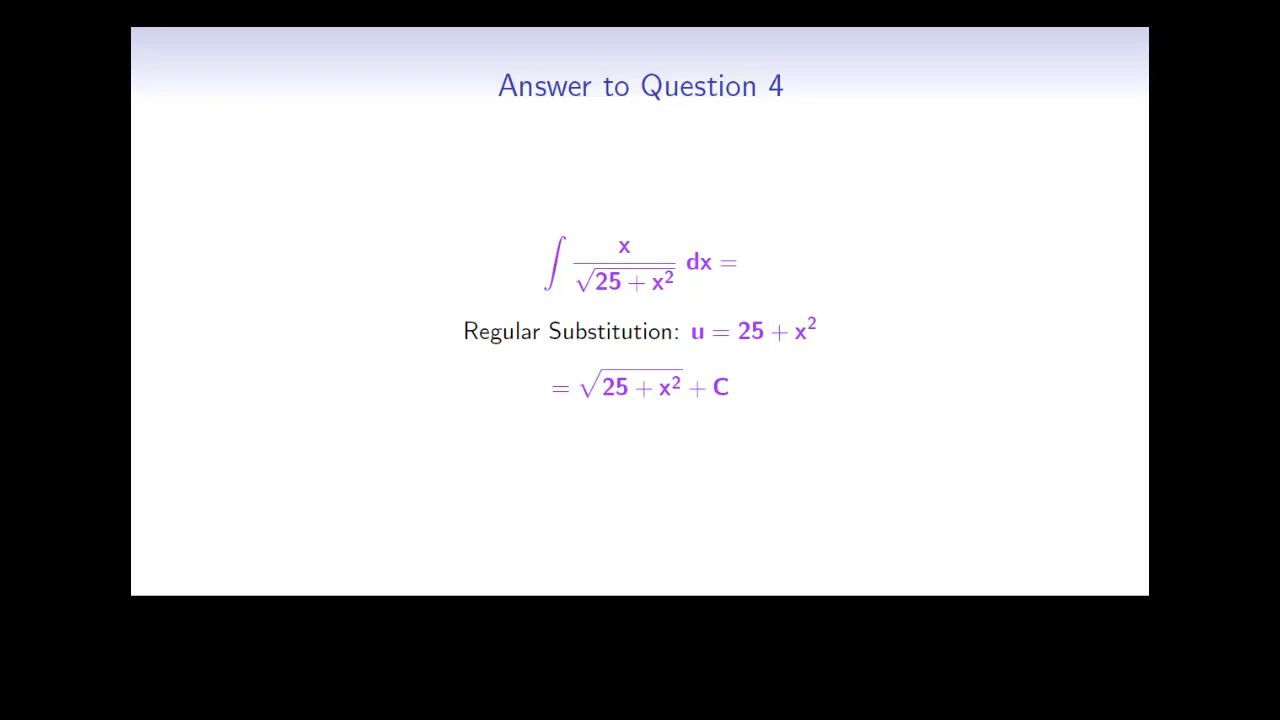 Answer to Question 4
∫ x / √(25 + x²) dx =
Regular Substitution: u = 25 + x²
= √(25 + x²) + C